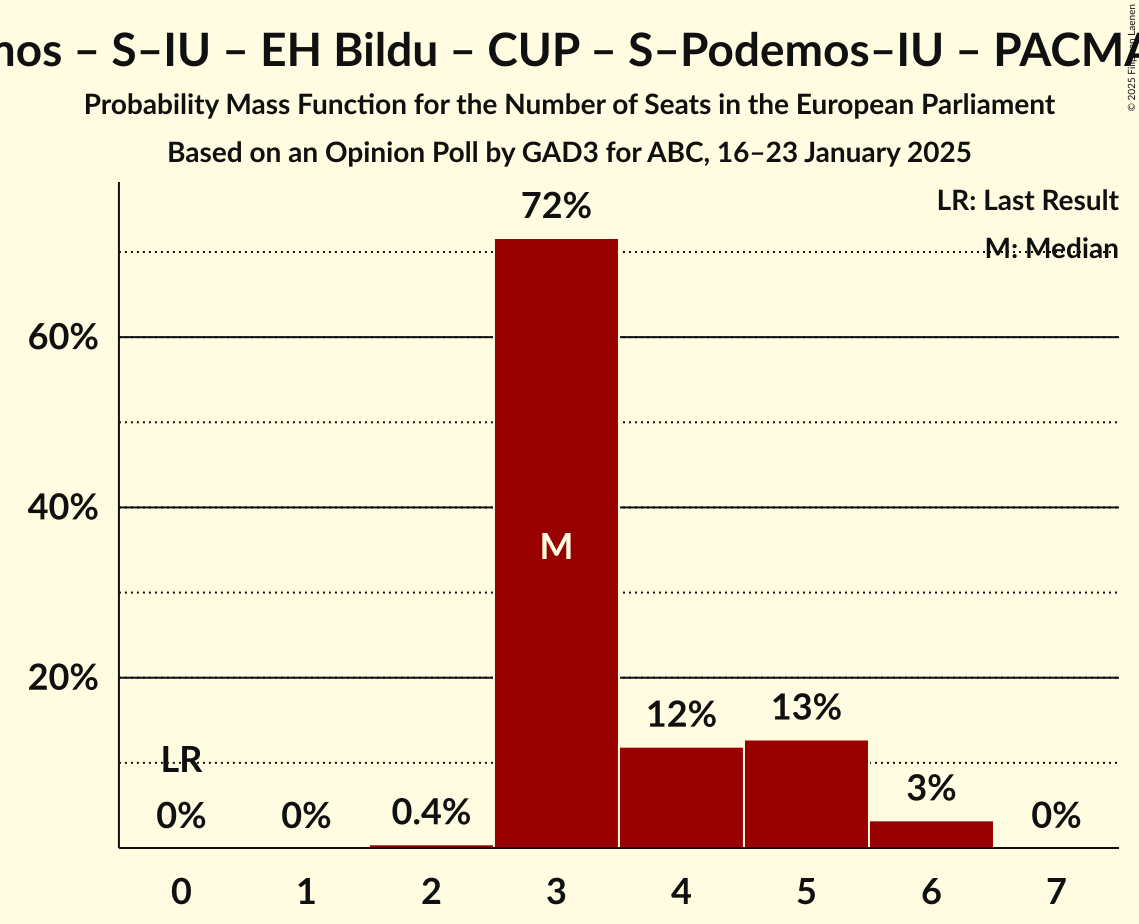 – S–IU – EH Bildu – CUP – S–Podemos–IU –
© 2025 Filip van Laenen
Probability Mass Function for the Number of Seats in the European Parliament
Based on an Opinion Poll by GAD3 for ABC, 16–23 January 2025
LR: Last Result
M: Median
72%
60%
40%
M
20%
12%
13%
LR
3%
0%
0%
0.4%
0%
0
1
2
3
4
5
6
7